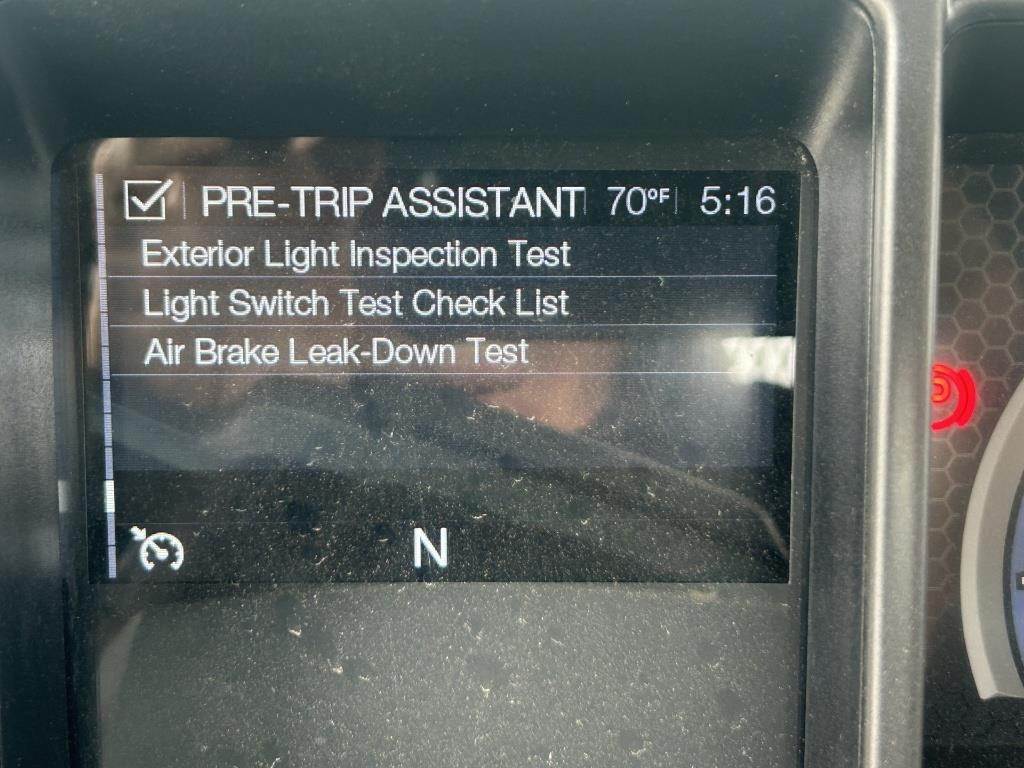 PRE-TRIP ASSISTANT 70°F 5:16
Exterior Light Inspection Test
Light Switch Test Check List
Air Brake Leak-Down Test
N